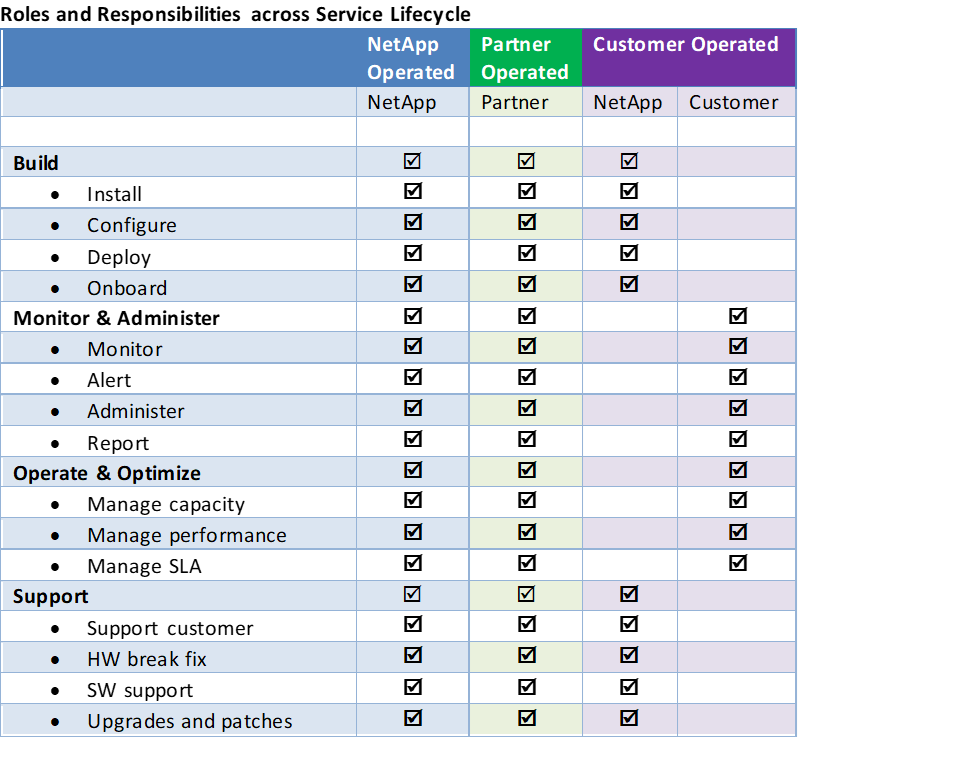 Roles and Responsibilities across Service Lifecycle
NetApp Operated Partner Operated Customer Operated
NetApp Partner NetApp Customer
Build ☑ ☑ ☑
• Install ☑ ☑ ☑
• Configure ☑ ☑ ☑
• Deploy ☑ ☑ ☑
• Onboard ☑ ☑ ☑
Monitor & Administer ☑ ☑ ☑
• Monitor ☑ ☑ ☑
• Alert ☑ ☑ ☑
• Administer ☑ ☑ ☑
• Report ☑ ☑ ☑
Operate & Optimize ☑ ☑ ☑
• Manage capacity ☑ ☑ ☑
• Manage performance ☑ ☑ ☑
• Manage SLA ☑ ☑ ☑
Support ☑ ☑ ☑
• Support customer ☑ ☑ ☑
• HW break fix ☑ ☑ ☑
• SW support ☑ ☑ ☑
• Upgrades and patches ☑ ☑ ☑